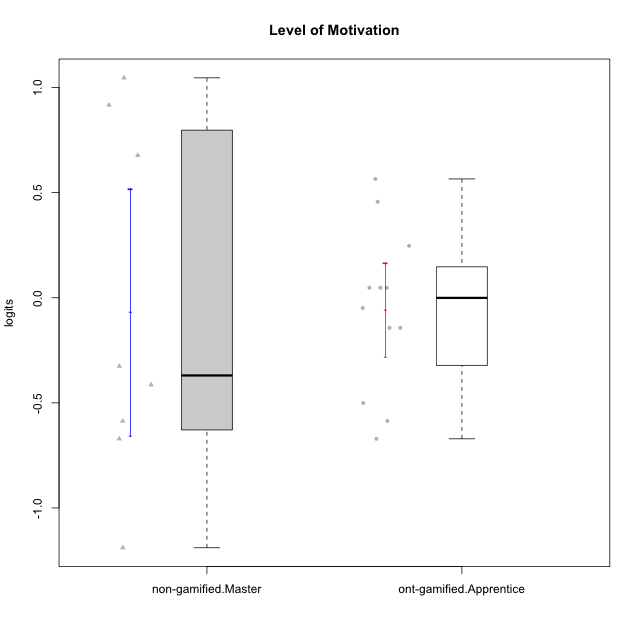 Level of Motivation
logits
1.0
0.5
0.0
-0.5
-1.0
non-gamified.Master
ont-gamified.Apprentice